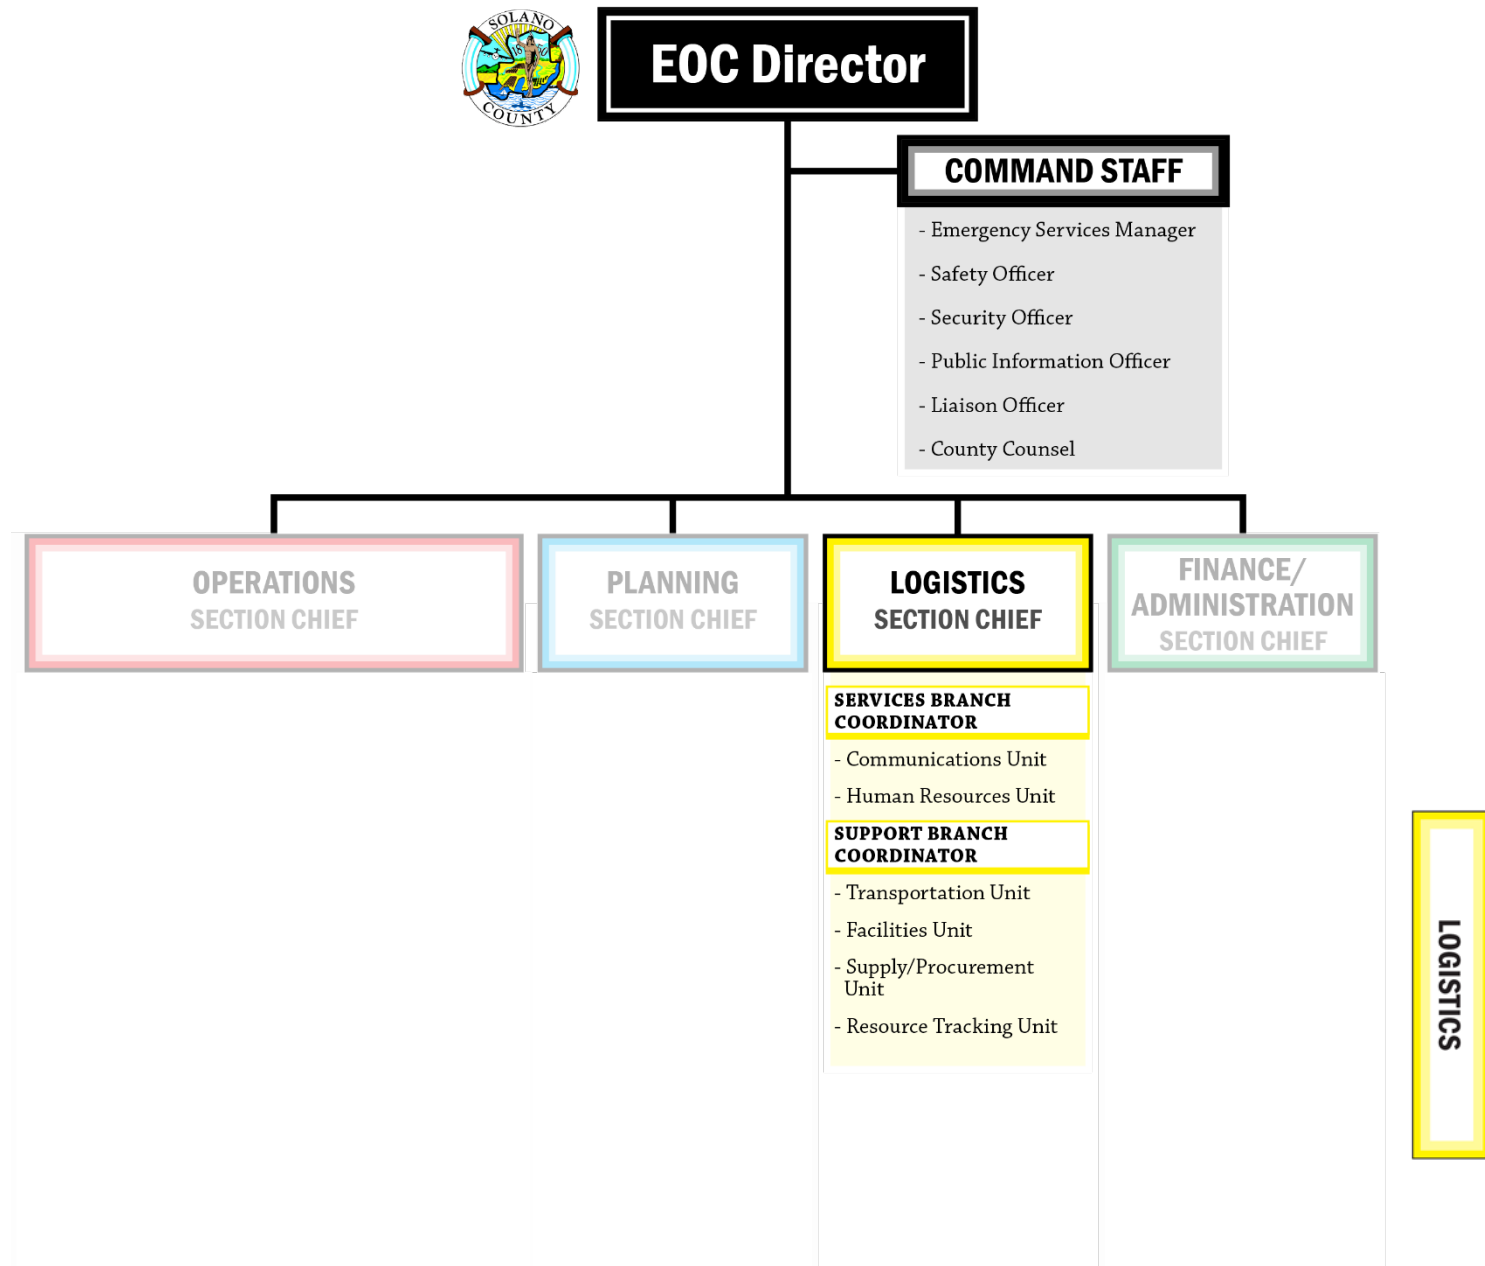 SOLANO
18 70
COUNTY
EOC Director
COMMAND STAFF
- Emergency Services Manager
- Safety Officer
- Security Officer
- Public Information Officer
- Liaison Officer
- County Counsel
OPERATIONS
SECTION CHIEF
PLANNING
SECTION CHIEF
LOGISTICS
SECTION CHIEF
FINANCE/
ADMINISTRATION
SECTION CHIEF
SERVICES BRANCH
COORDINATOR
- Communications Unit
- Human Resources Unit
SUPPORT BRANCH
COORDINATOR
- Transportation Unit
- Facilities Unit
- Supply/Procurement
Unit
- Resource Tracking Unit
LOGISTICS